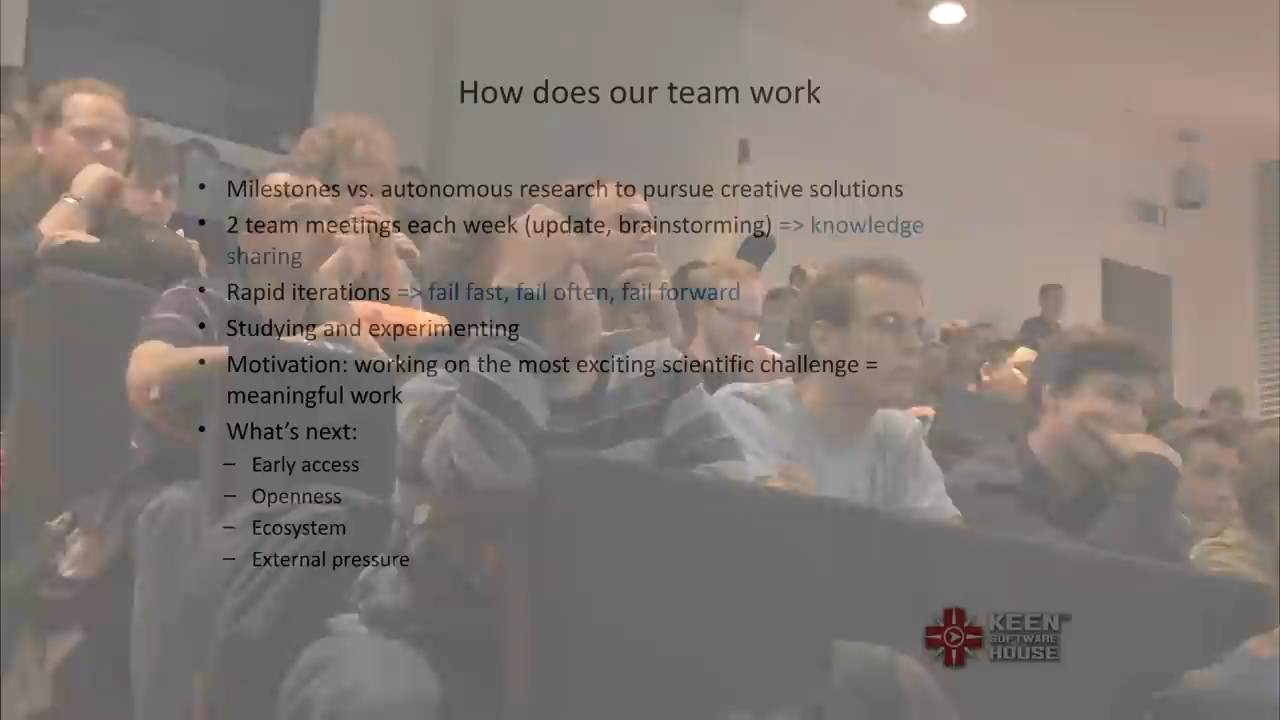 How does our team work
• Milestones vs. autonomous research to pursue creative solutions
• 2 team meetings each week (update, brainstorming) => knowledge
sharing
• Rapid iterations => fail fast, fail often, fail forward
• Studying and experimenting
• Motivation: working on the most exciting scientific challenge =
meaningful work
• What's next:
– Early access
– Openness
– Ecosystem
– External pressure
KEEN
SOFTWARE
HOUSE